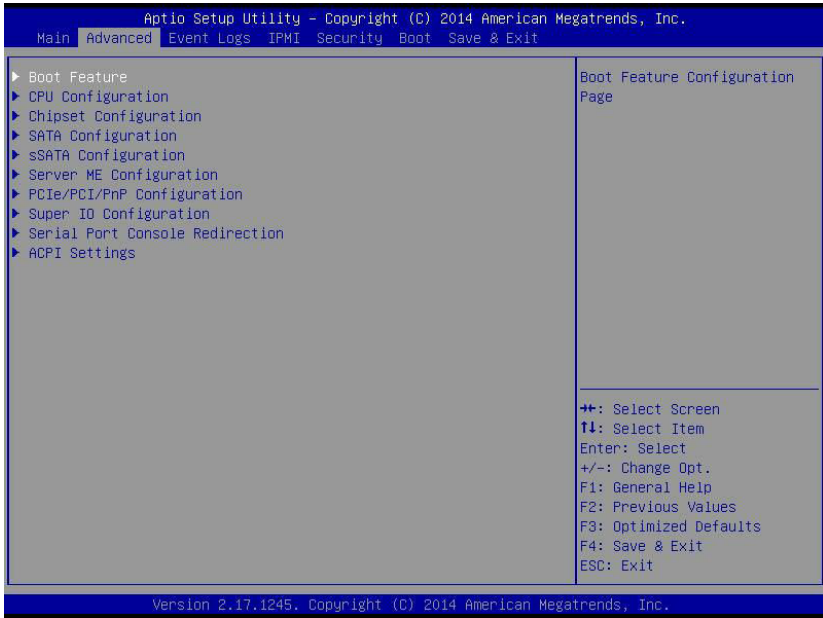 Aptio Setup Utility – Copyright (C) 2014 American Megatrends, Inc.
Main Advanced Event Logs IPMI Security Boot Save & Exit
▶ Boot Feature
▶ CPU Configuration
▶ Chipset Configuration
▶ SATA Configuration
▶ sSATA Configuration
▶ Server ME Configuration
▶ PCIe/PCI/PnP Configuration
▶ Super IO Configuration
▶ Serial Port Console Redirection
▶ ACPI Settings
Boot Feature Configuration
Page
→←: Select Screen
↑↓: Select Item
Enter: Select
+/-: Change Opt.
F1: General Help
F2: Previous Values
F3: Optimized Defaults
F4: Save & Exit
ESC: Exit
Version 2.17.1245. Copyright (C) 2014 American Megatrends, Inc.